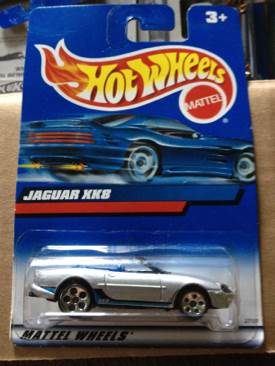 3+
Hot Wheels
MATTEL
JAGUAR XK8
MATTEL WHEELS